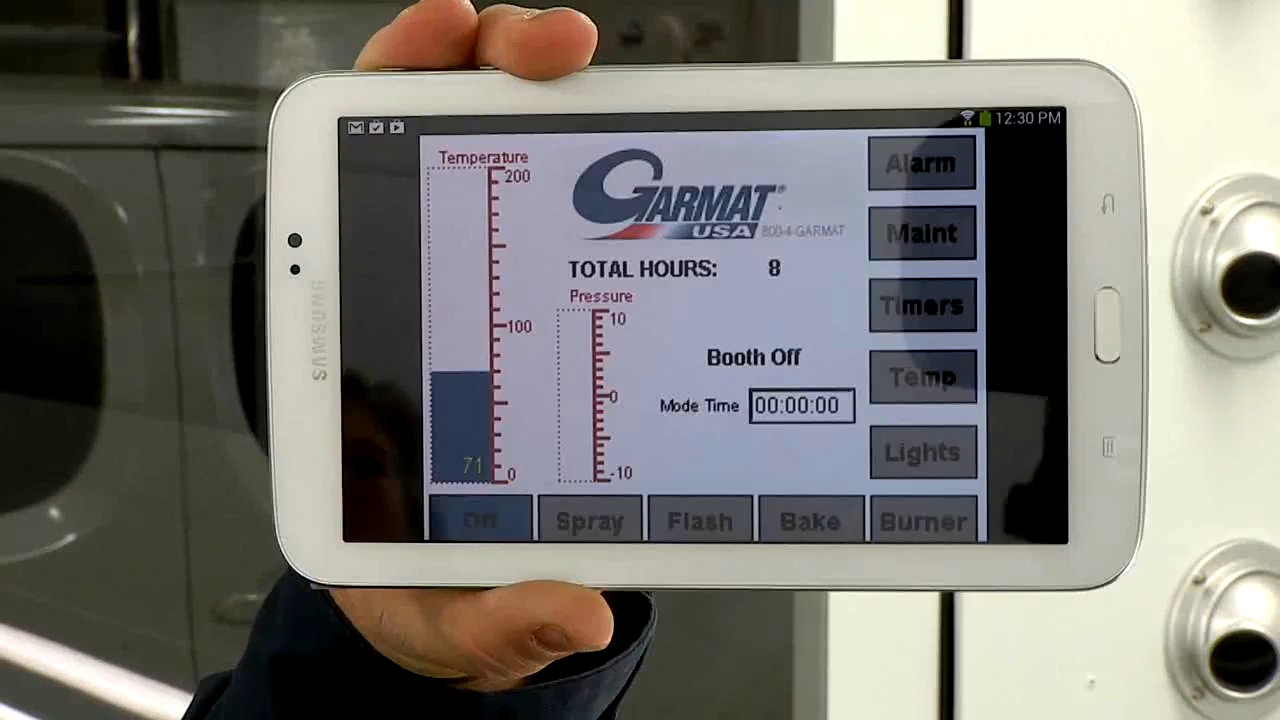 12:30 PM
Temperature
200
100
0
71
GARMAT®
USA 800-4-GARMAT
TOTAL HOURS: 8
Pressure
10
0
-10
Booth Off
Mode Time 00:00:00
Alarm
Maint
Timers
Temp
Lights
Off
Spray
Flash
Bake
Burner
SAMSUNG